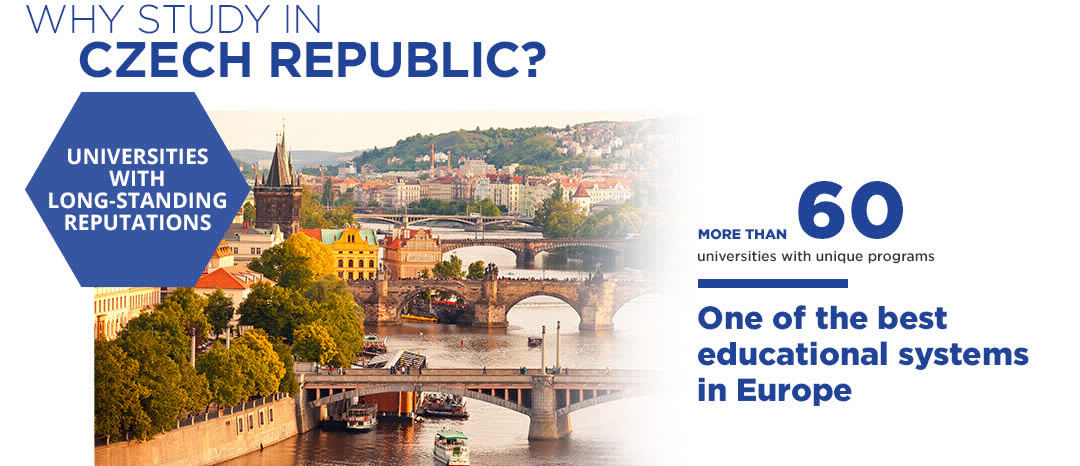 WHY STUDY IN
CZECH REPUBLIC?
UNIVERSITIES
WITH
LONG-STANDING
REPUTATIONS
MORE THAN 60
universities with unique programs
One of the best
educational systems
in Europe